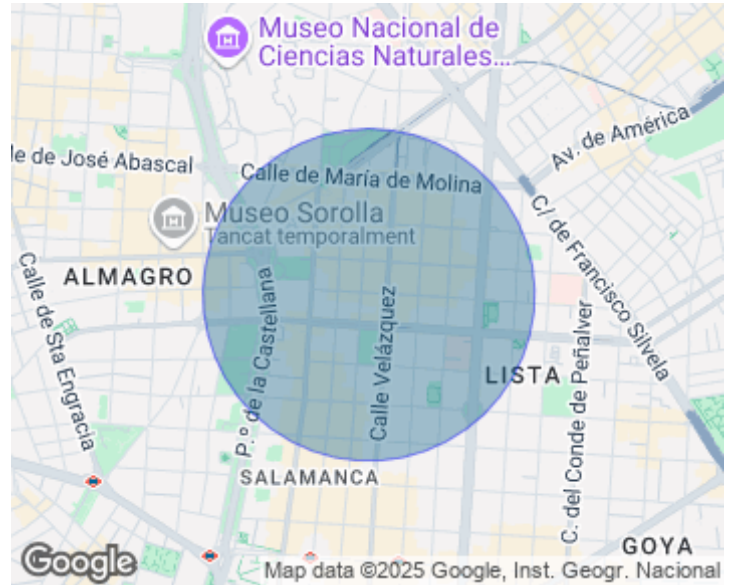 Museo Nacional de
Ciencias Naturales...
Av. de América
le de José Abascal
Calle de María de Molina
C/ de Francisco Silvela
Museo Sorolla
Tancat temporalment
ALMAGRO
Calle de Sta Engracia
P.º de la Castellana
Calle Velázquez
LISTA
C. del Conde de Peñalver
SALAMANCA
GOYA
Google
Map data ©2025 Google, Inst. Geogr. Nacional